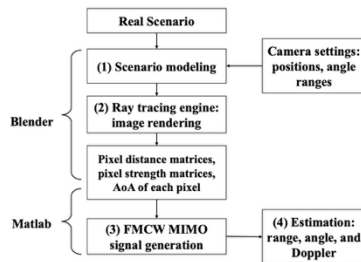 Real Scenario
(1) Scenario modeling
Camera settings:
positions, angle
ranges
(2) Ray tracing engine:
image rendering
Blender
Pixel distance matrices,
pixel strength matrices,
AoA of each pixel
Matlab
(3) FMCW MIMO
signal generation
(4) Estimation:
range, angle, and
Doppler